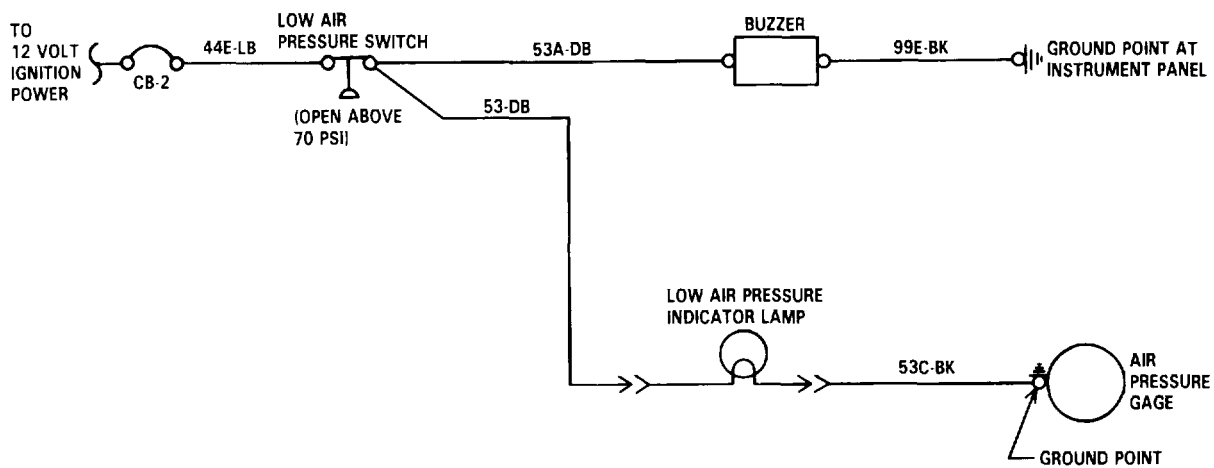 TO
12 VOLT
IGNITION
POWER
CB-2
44E-LB
LOW AIR
PRESSURE SWITCH
(OPEN ABOVE
70 PSI)
53A-DB
53-DB
BUZZER
99E-BK
GROUND POINT AT
INSTRUMENT PANEL
LOW AIR PRESSURE
INDICATOR LAMP
53C-BK
AIR
PRESSURE
GAGE
GROUND POINT